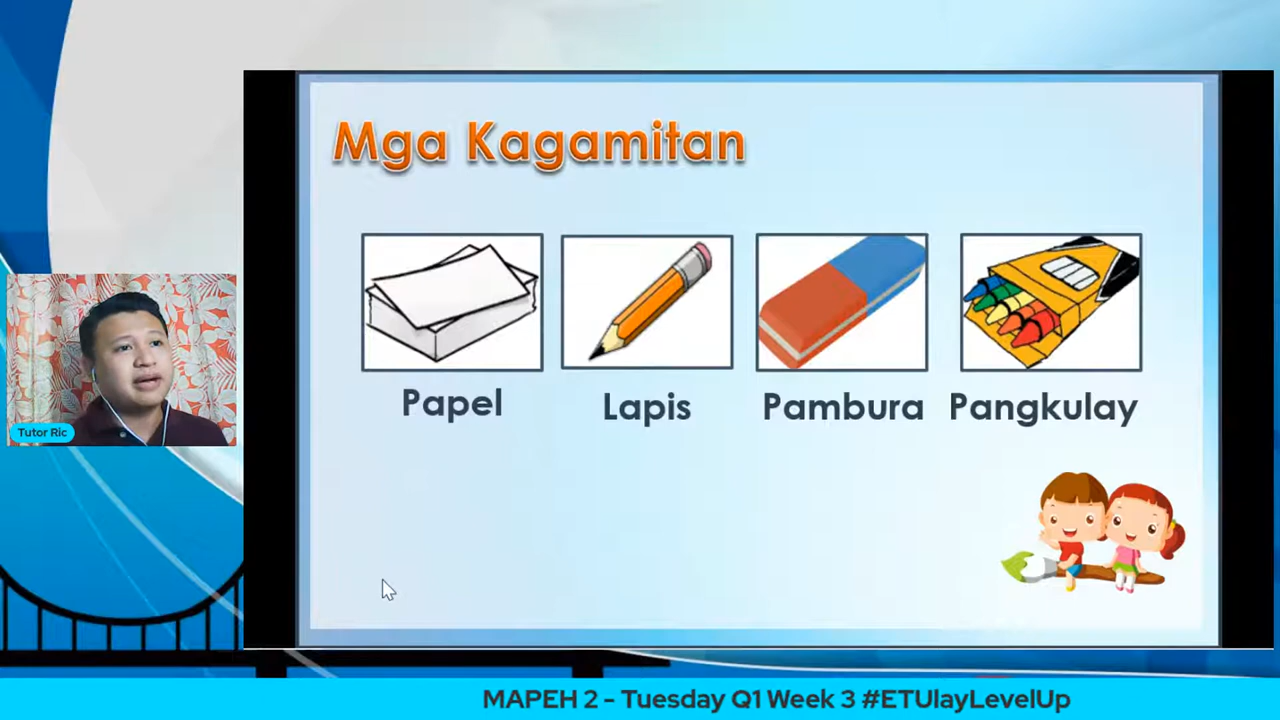 Mga Kagamitan
Papel
Lapis
Pambura
Pangkulay
Tutor Ric
MAPEH 2 - Tuesday Q1 Week 3 #ETUlayLevelUp